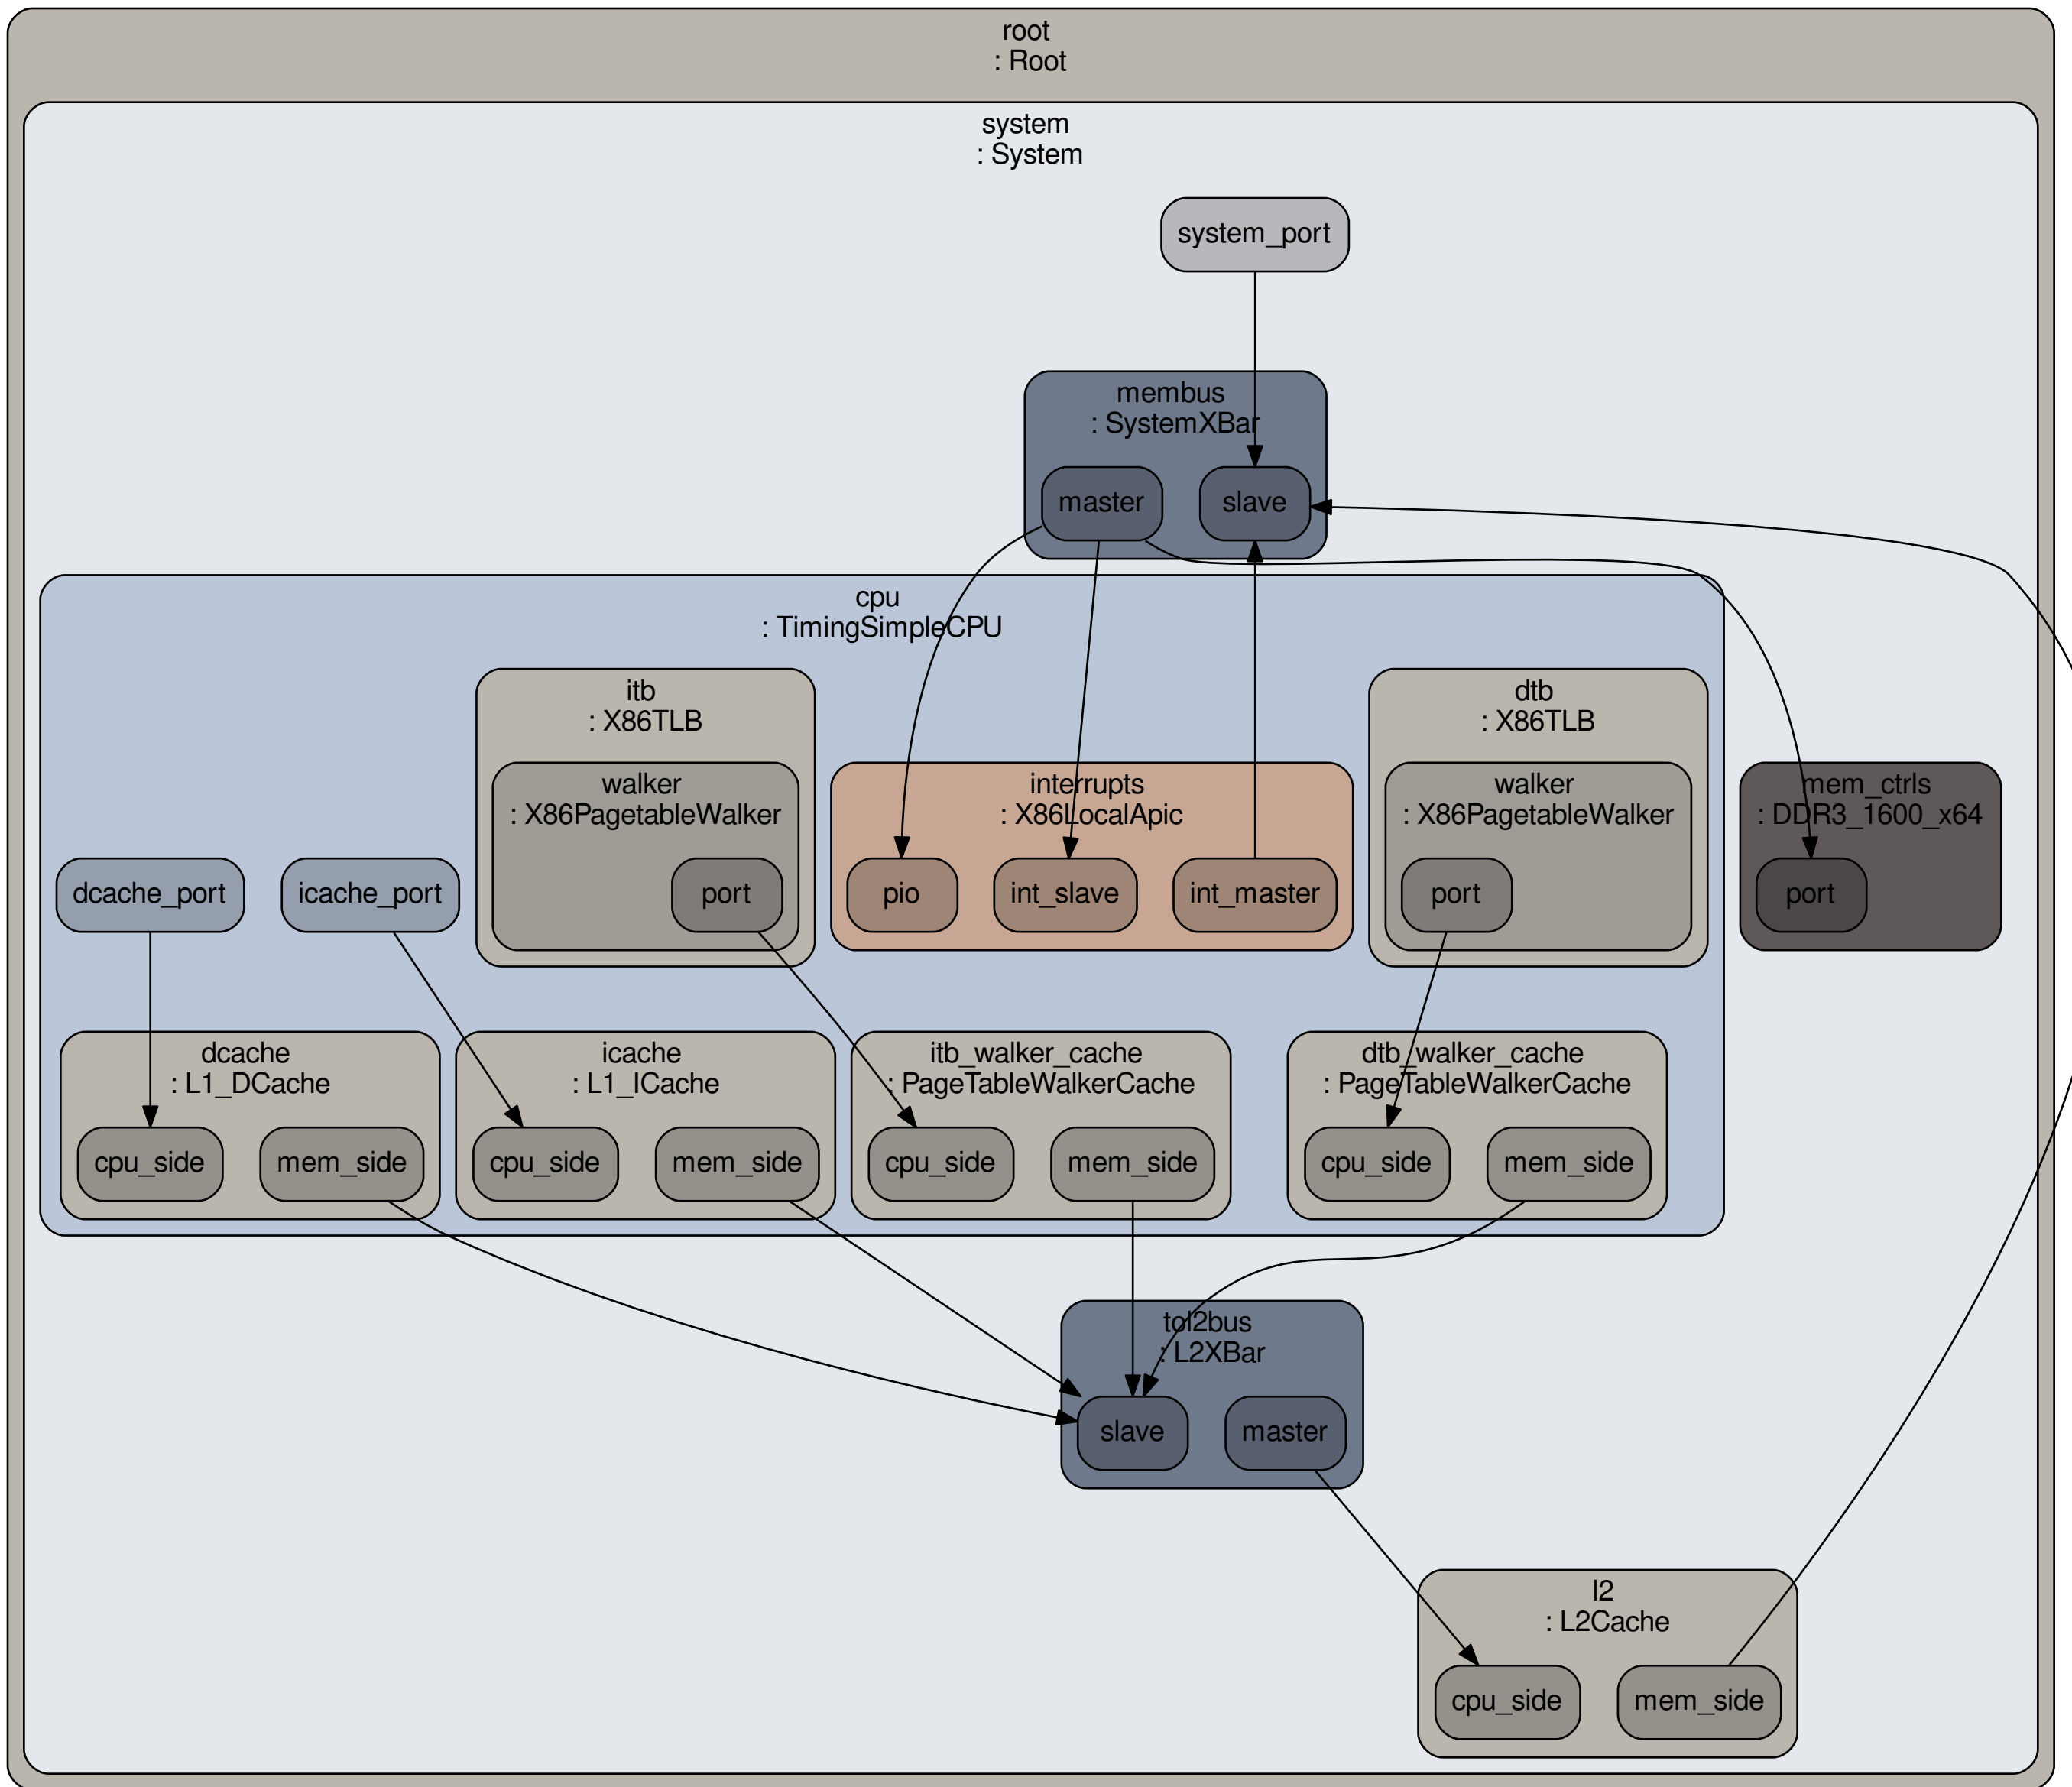 root
: Root
system
: System
system_port
membus
: SystemXBar
master
slave
cpu
: TimingSimpleCPU
itb
: X86TLB
dtb
: X86TLB
walker
: X86PagetableWalker
interrupts
: X86LocalApic
walker
: X86PagetableWalker
mem_ctrls
: DDR3_1600_x64
dcache_port
icache_port
port
pio
int_slave
int_master
port
port
dcache
: L1_DCache
icache
: L1_ICache
itb_walker_cache
: PageTableWalkerCache
dtb_walker_cache
: PageTableWalkerCache
cpu_side
mem_side
cpu_side
mem_side
cpu_side
mem_side
cpu_side
mem_side
tol2bus
: L2XBar
slave
master
l2
: L2Cache
cpu_side
mem_side